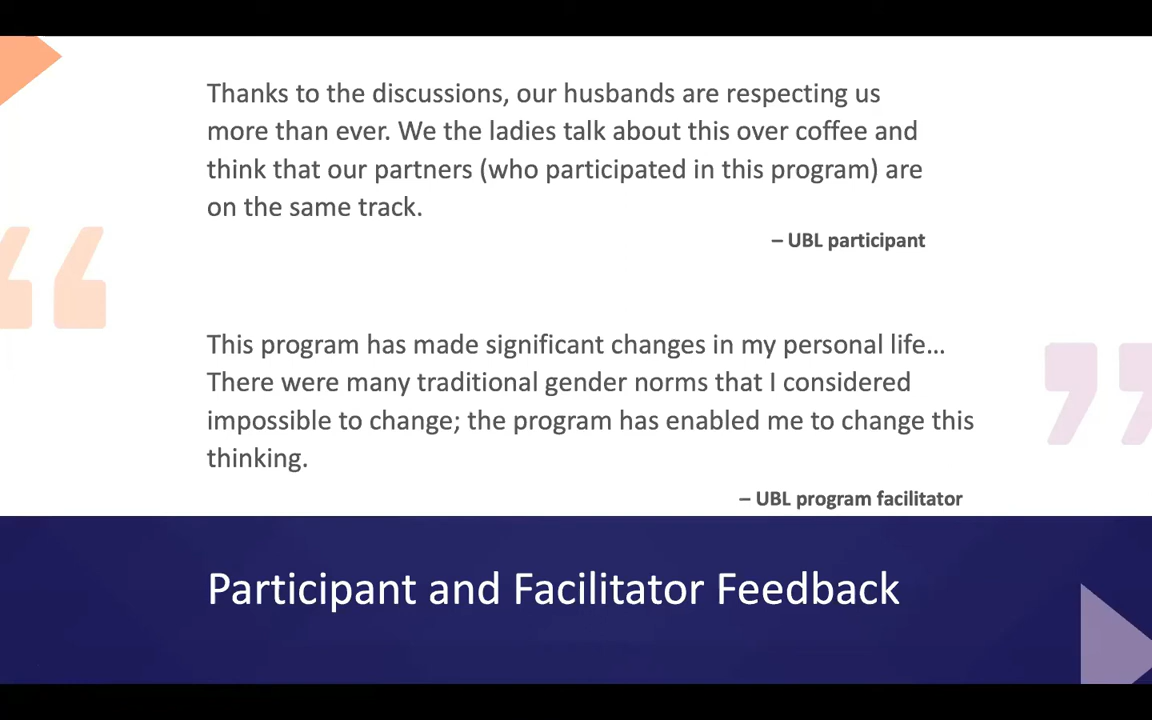 Thanks to the discussions, our husbands are respecting us
more than ever. We the ladies talk about this over coffee and
think that our partners (who participated in this program) are
on the same track.
– UBL participant
This program has made significant changes in my personal life…
There were many traditional gender norms that I considered
impossible to change; the program has enabled me to change this
thinking.
– UBL program facilitator
Participant and Facilitator Feedback